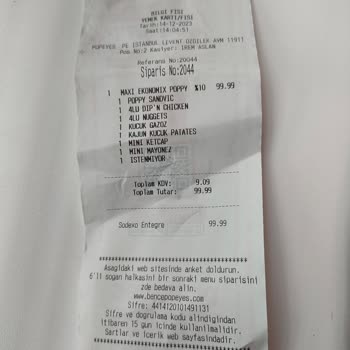 BILGI FISI
YEMEK KARTI/FISI
Tarih:14-12-2023
Saat:14:04:51
POPEYES PE ISTANBUL LEVENT OZDILEK AVM 11911
Pos No:2 Kasiyer: IREM ASLAN
Referans No:20044
Siparis No:2044
1 MAXI EKONOMIX POPPY %10 99.99
1 POPPY SANDVIC
1 4LU DIP'N CHICKEN
1 4LU NUGGETS
1 KUCUK GAZOZ
1 KAJUN KUCUK PATATES
1 MINI KETCAP
1 MINI MAYONEZ
1 ISTENMIYOR
Toplam KDV: 9.09
Toplam Tutar: 99.99
Sodexo Entegre 99.99
Asagidaki web sitesinde anket doldurun.
6'li sogan halkasini bir sonraki menu siparisini
zde bedava alin.
www.bencepopeyes.com
Sifre: 44141201014911​31
Sifre ve dogrulama kodu alindigindan
itibaren 15 gun icinde kullanilmalidir.
Sartlar ve icerik web sayfasindadir.